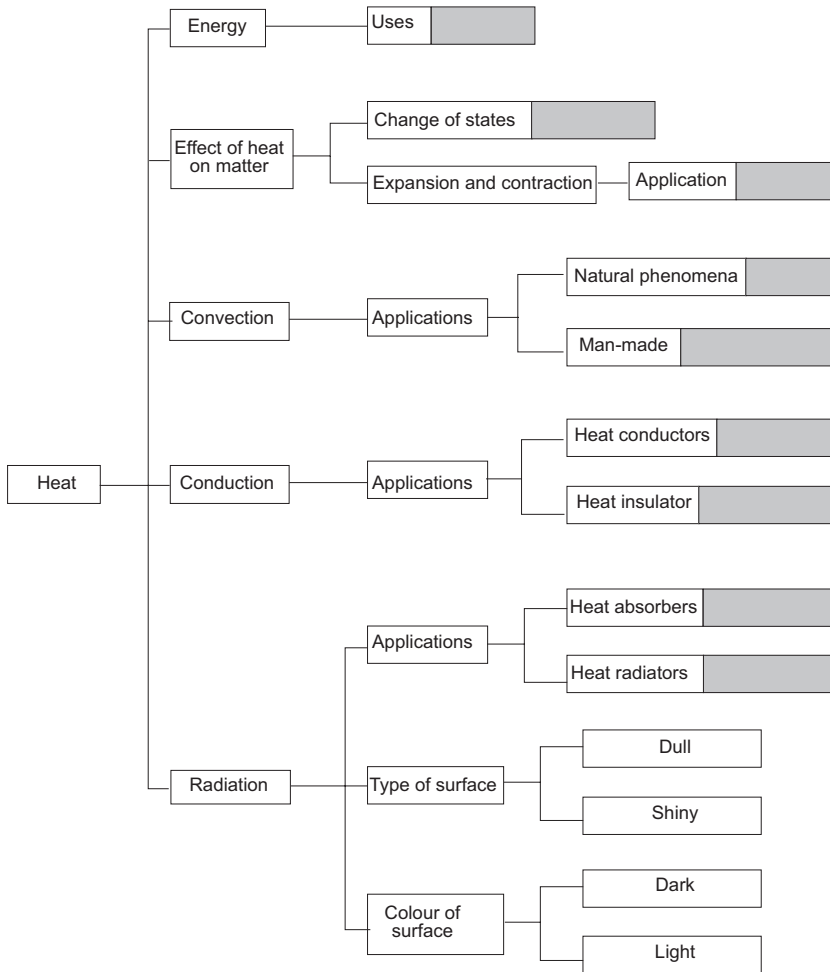 Energy
Uses
Effect of heat
on matter
Change of states
Expansion and contraction
Application
Convection
Applications
Natural phenomena
Man-made
Heat
Conduction
Applications
Heat conductors
Heat insulator
Radiation
Applications
Heat absorbers
Heat radiators
Type of surface
Dull
Shiny
Colour of
surface
Dark
Light